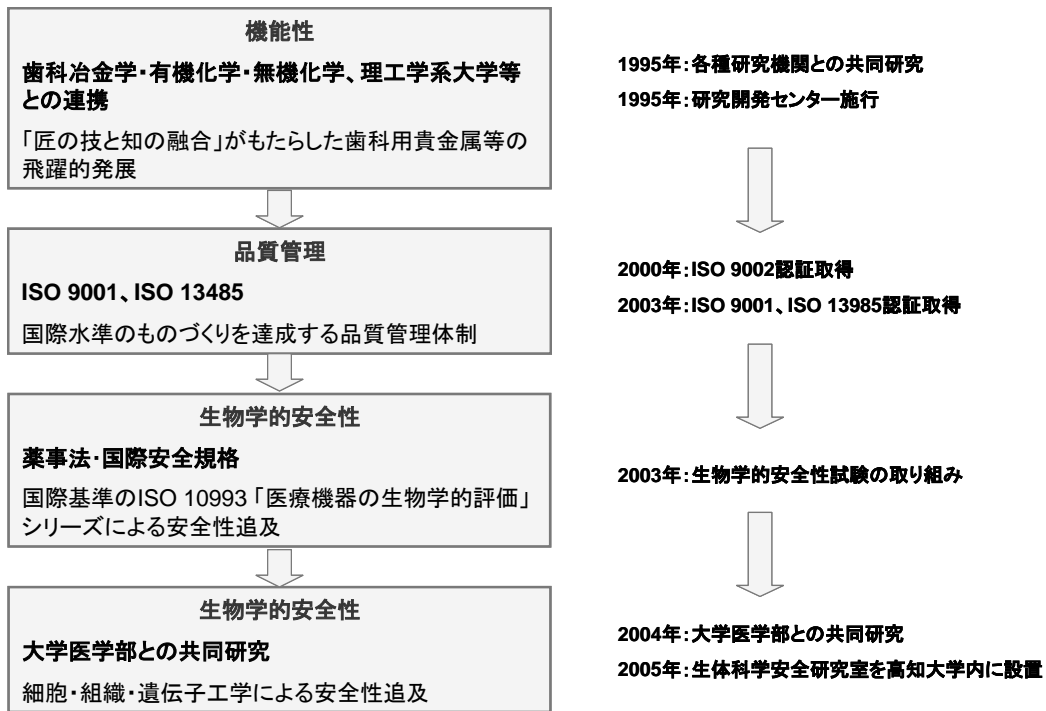 機能性
歯科冶金学・有機化学・無機化学、理工学系大学等
との連携
「匠の技と知の融合」がもたらした歯科用貴金属等の
飛躍的発展
1995年：各種研究機関との共同研究
1995年：研究開発センター施行
品質管理
ISO 9001、ISO 13485
国際水準のものづくりを達成する品質管理体制
2000年：ISO 9002認証取得
2003年：ISO 9001、ISO 13985認証取得
生物学的安全性
薬事法・国際安全規格
国際基準のISO 10993 「医療機器の生物学的評価」
シリーズによる安全性追及
2003年：生物学的安全性試験の取り組み
生物学的安全性
大学医学部との共同研究
細胞・組織・遺伝子工学による安全性追及
2004年：大学医学部との共同研究
2005年：生体科学安全研究室を高知大学内に設置